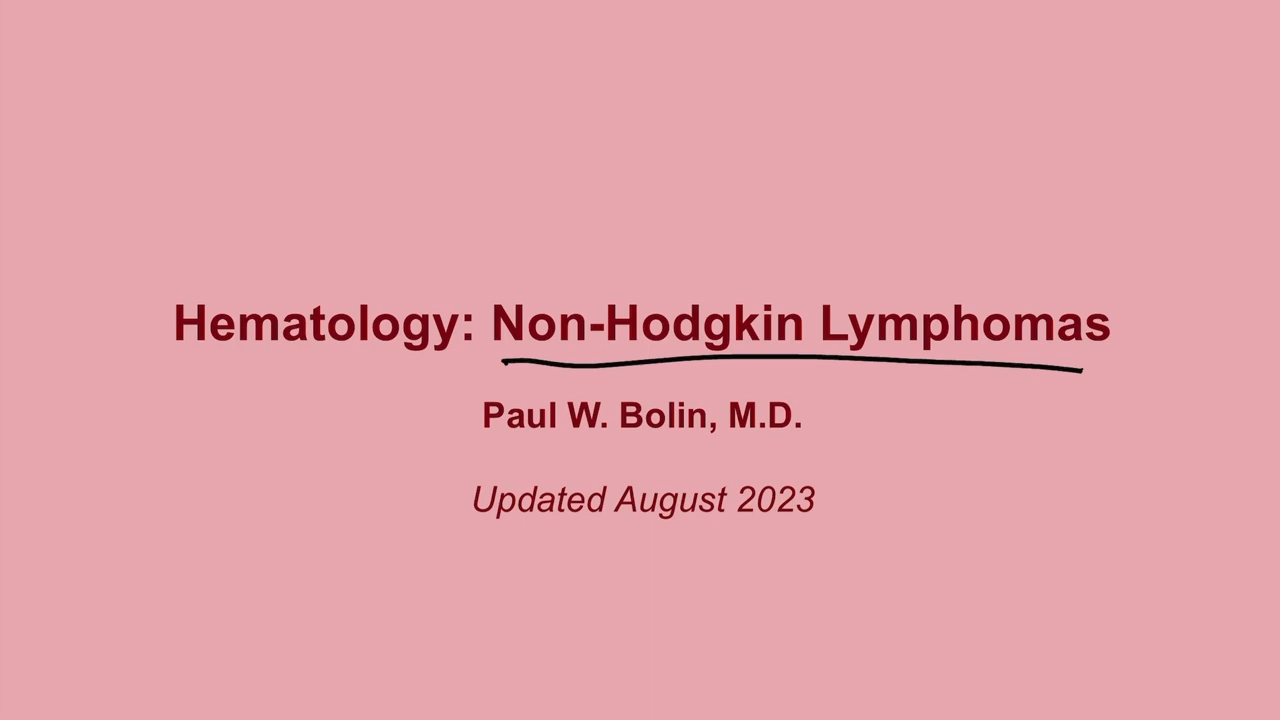 Hematology: Non-Hodgkin Lymphomas
Paul W. Bolin, M.D.
Updated August 2023